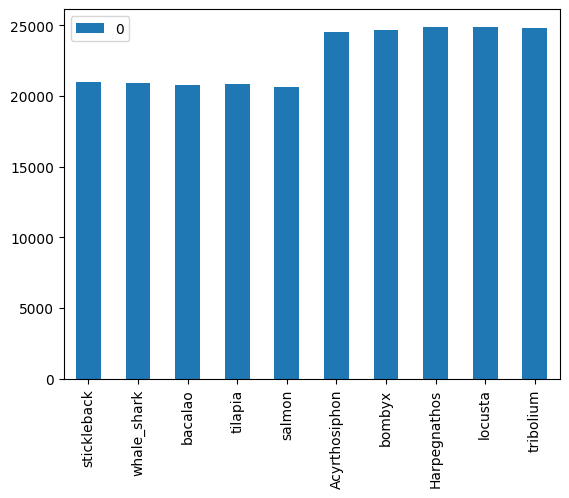 25000
20000
15000
10000
5000
0
0
stickleback
whale_shark
bacalao
tilapia
salmon
Acyrthosiphon
bombyx
Harpegnathos
locusta
tribolium